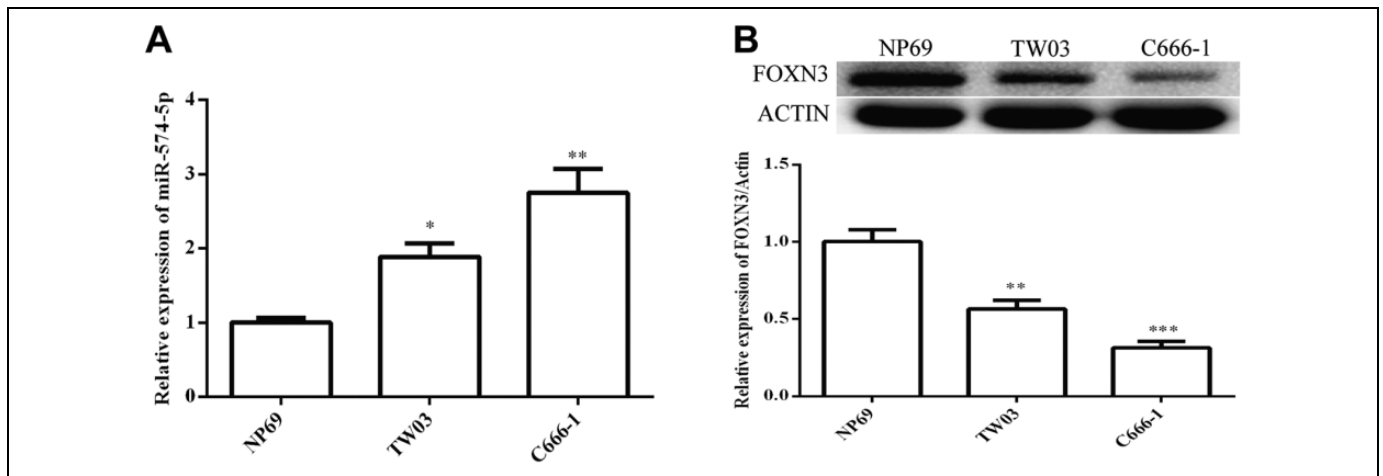 A
Relative expression of miR-574-5p
4
3
2
1
0
*
**
NP69
TW03
C666-1
B
NP69 TW03 C666-1
FOXN3
ACTIN
Relative expression of FOXN3/Actin
1.5
1.0
0.5
0.0
**
***
NP69
TW03
C666-1